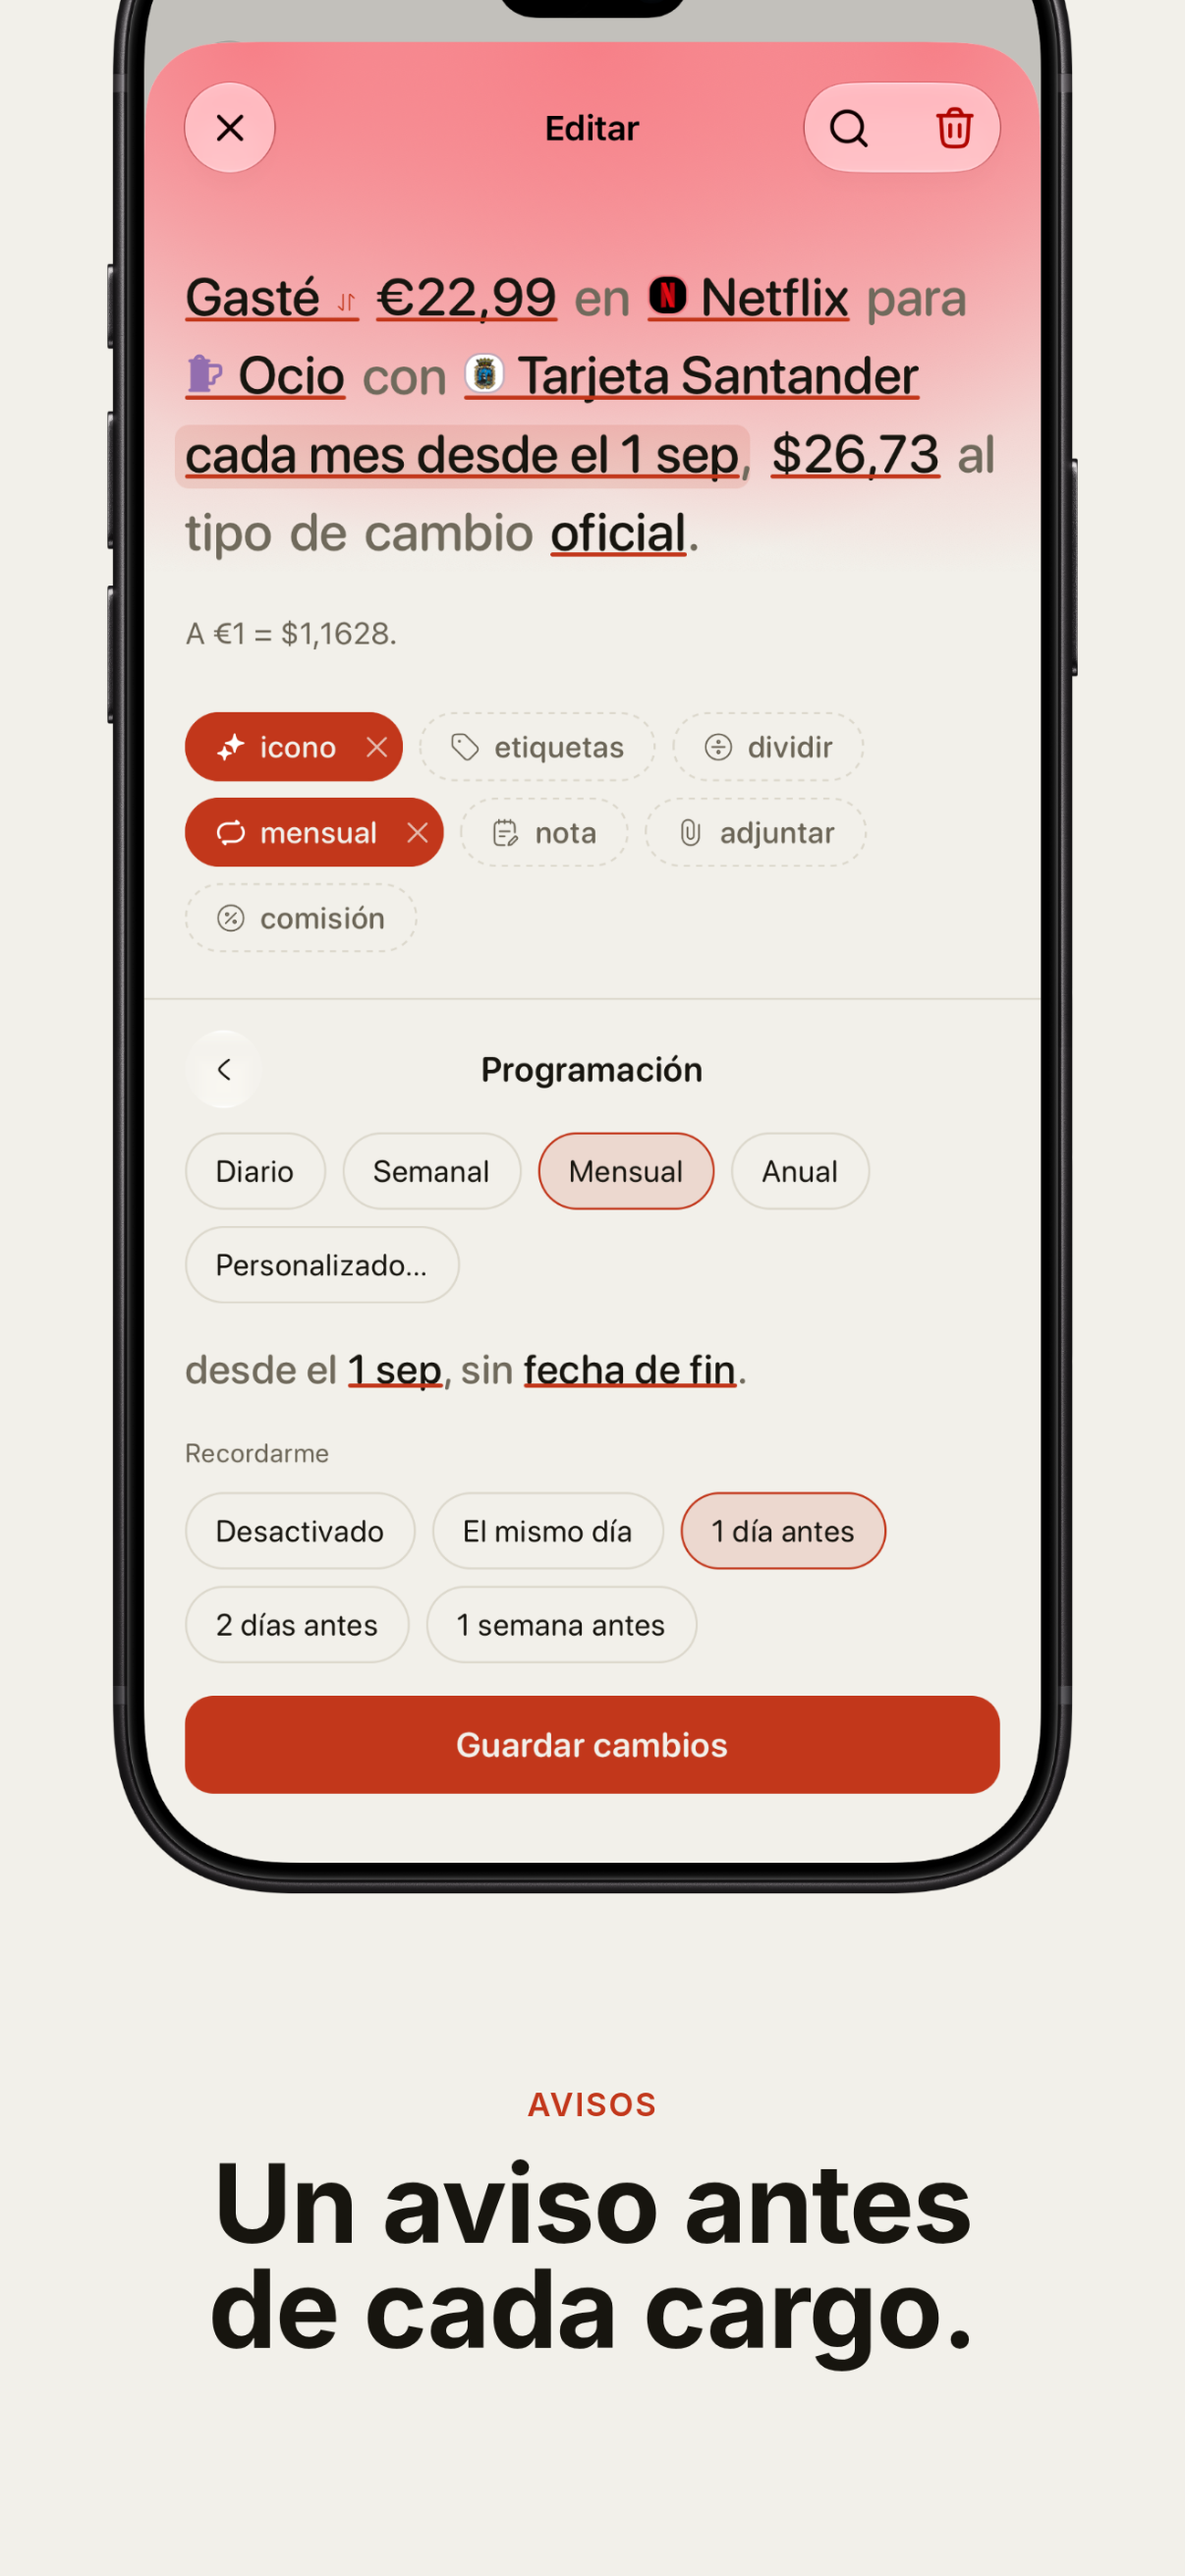 Editar
Gasté €22,99 en Netflix para
Ocio con Tarjeta Santander
cada mes desde el 1 sep, $26,73 al
tipo de cambio oficial.
A €1 = $1,1628.
icono etiquetas dividir
mensual nota adjuntar
comisión
Programación
Diario Semanal Mensual Anual
Personalizado...
desde el 1 sep, sin fecha de fin.
Recordarme
Desactivado El mismo día 1 día antes
2 días antes 1 semana antes
Guardar cambios
AVISOS
Un aviso antes
de cada cargo.